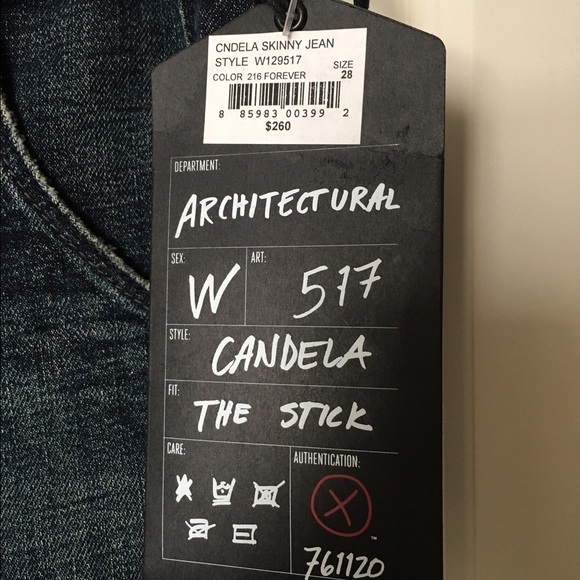 CNDELA SKINNY JEAN
STYLE W129517
COLOR 216 FOREVER
SIZE
28
8 85983 00399 2
$260
DEPARTMENT:
ARCHITECTURAL
SEX:
W
ART:
517
STYLE:
CANDELA
FIT:
THE STICK
CARE:
AUTHENTICATION:
X
™
761120